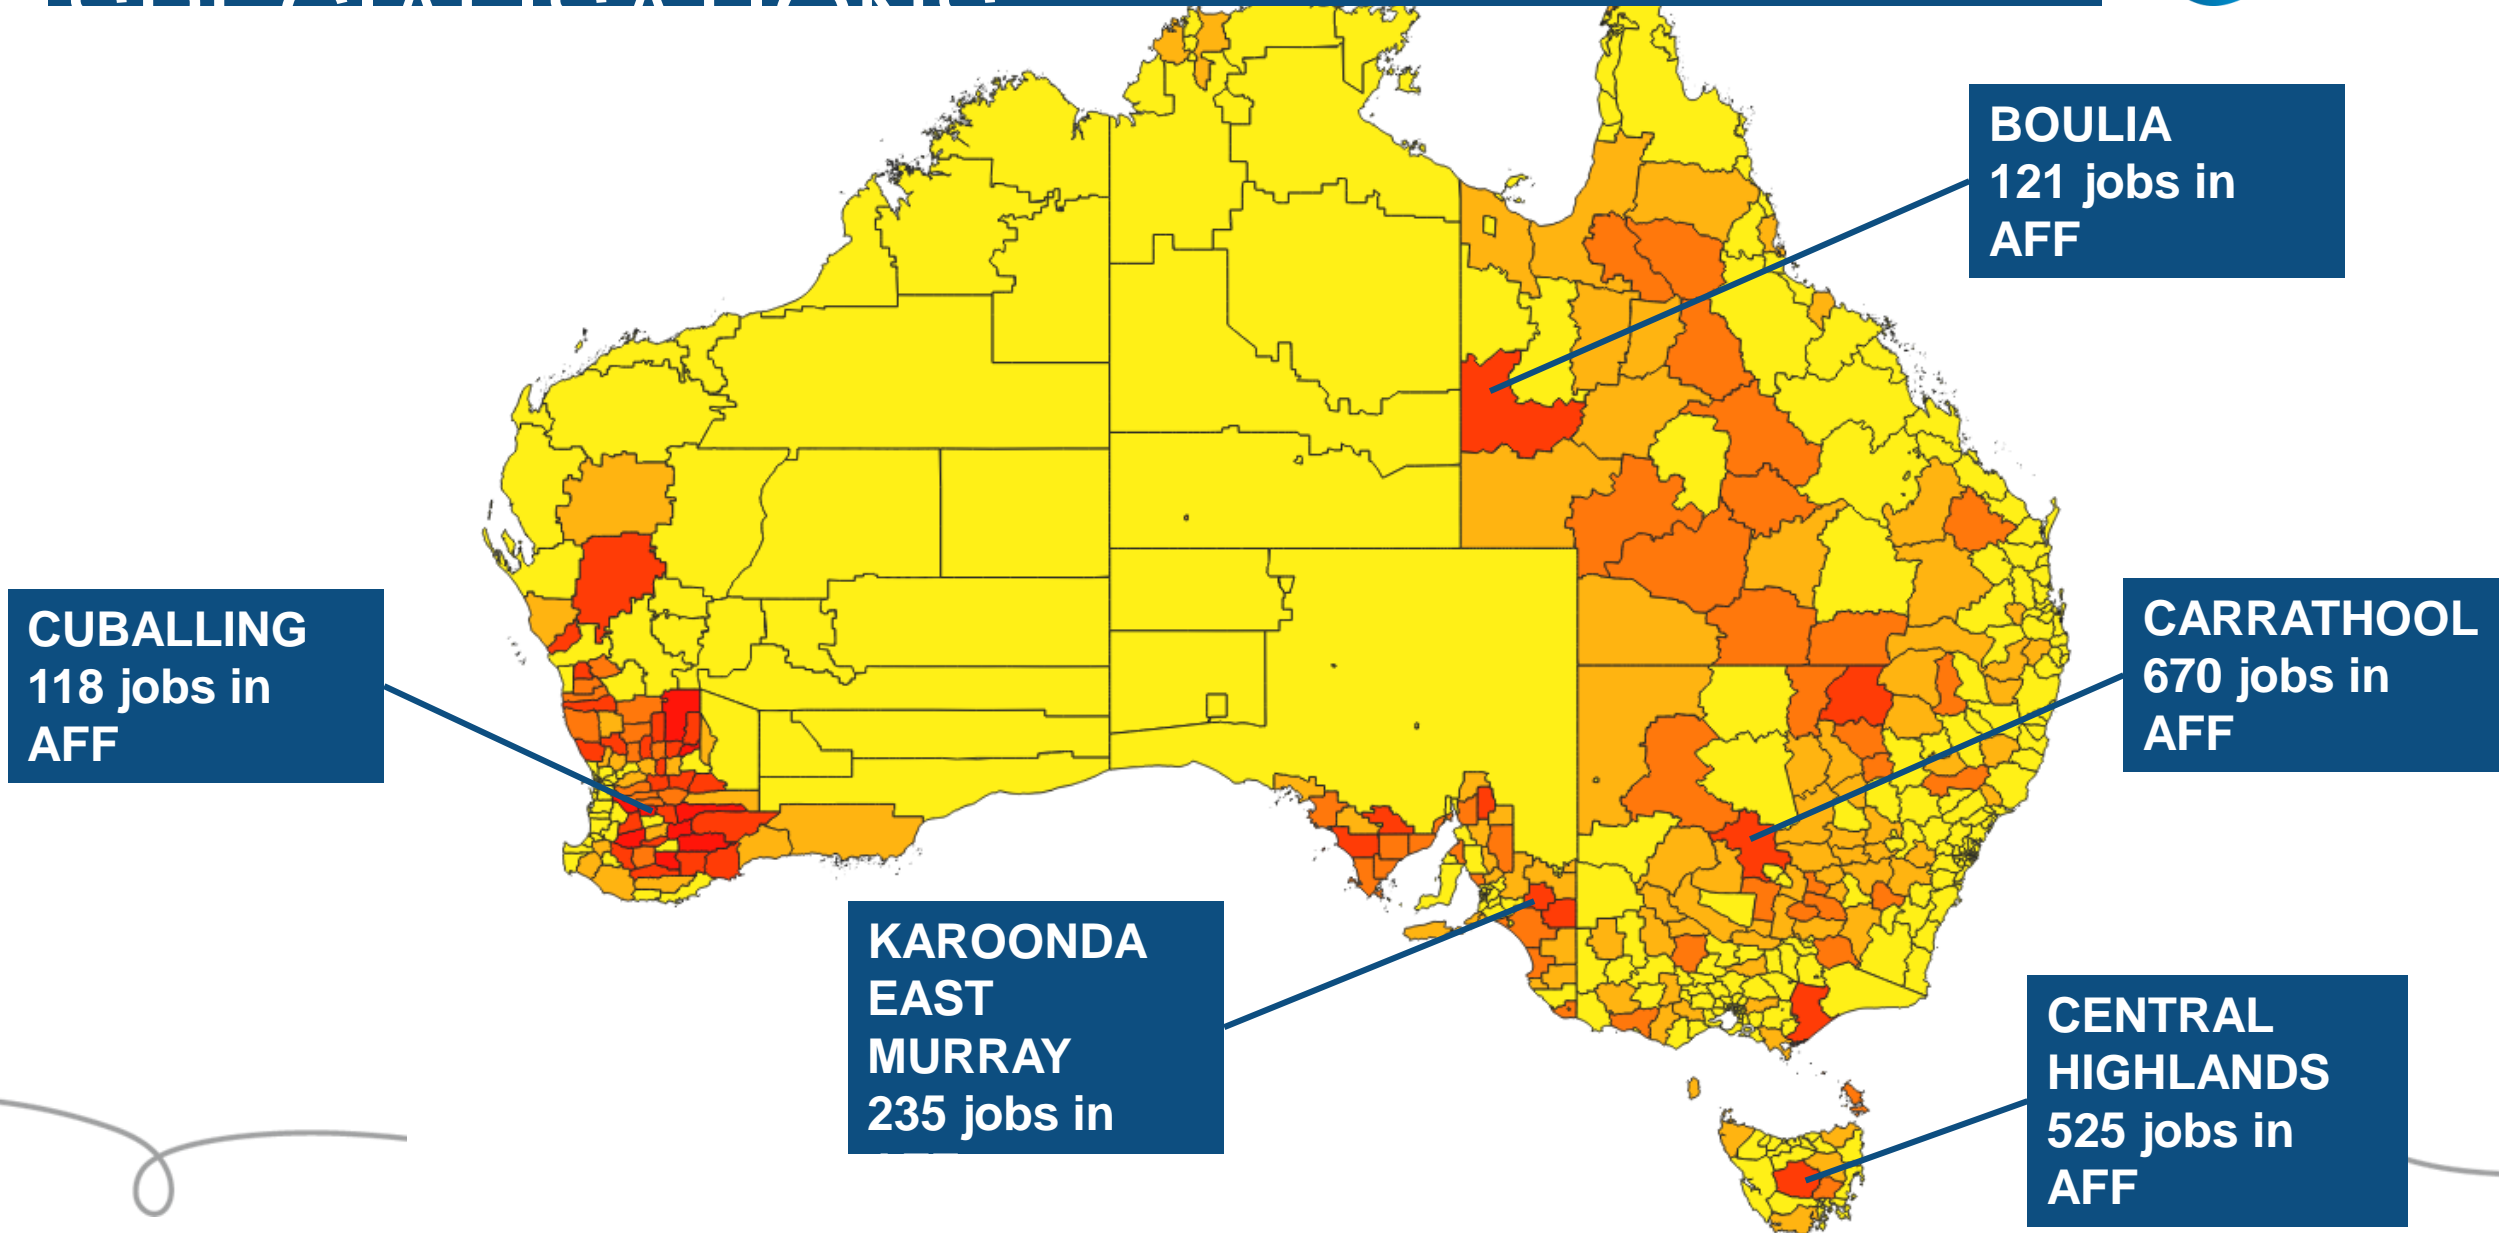 BOULIA
121 jobs in
AFF
CUBALLING
118 jobs in
AFF
CARRATHOOL
670 jobs in
AFF
KAROONDA
EAST
MURRAY
235 jobs in
CENTRAL
HIGHLANDS
525 jobs in
AFF